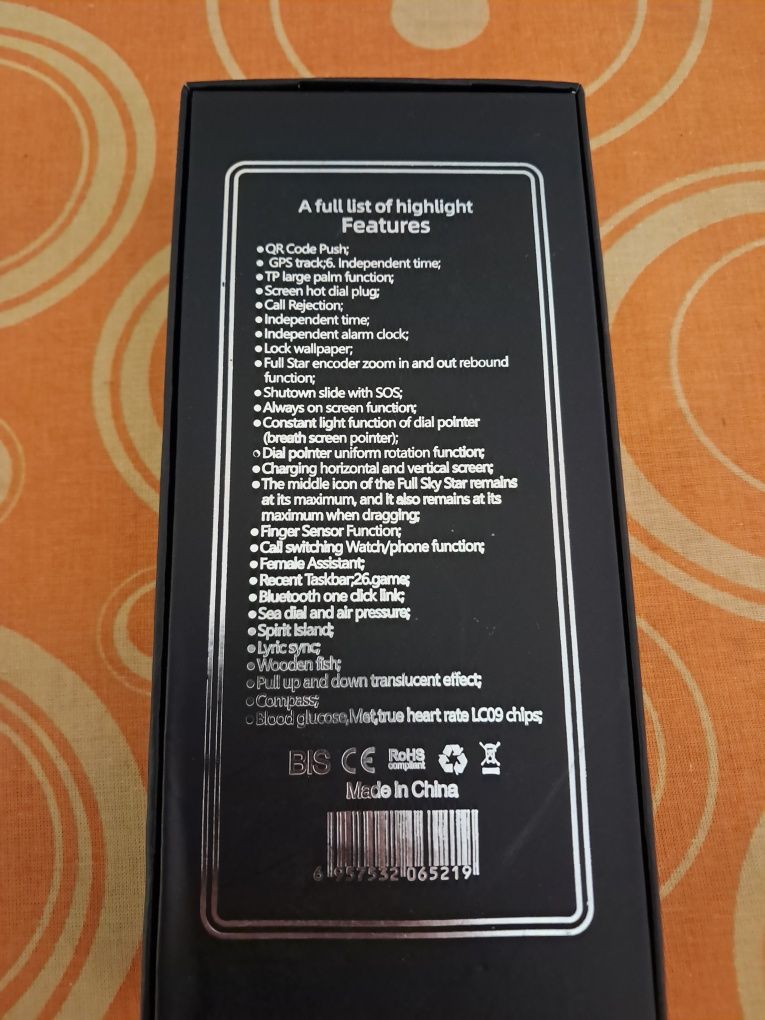 A full list of highlight
Features
●QR Code Push;
● GPS track;6. Independent time;
●TP large palm function;
●Screen hot dial plug;
●Call Rejection;
●Independent time;
●Independent alarm clock;
●Lock wallpaper;
●Full Star encoder zoom in and out rebound
function;
●Shutown slide with SOS;
●Always on screen function;
●Constant light function of dial pointer
(breath screen pointer);
●Dial pointer uniform rotation function;
●Charging horizontal and vertical screen;
●The middle icon of the Full Sky Star remains
at its maximum, and it also remains at its
maximum when dragging;
●Finger Sensor Function;
●Call switching Watch/phone function;
●Female Assistant;
●Recent Taskbar;26.game;
●Bluetooth one click link;
●Sea dial and air pressure;
●Spirit Island;
●Lyric sync;
●Wooden fish;
●Pull up and down translucent effect;
●Compass;
●Blood glucose,Met,true heart rate LC09 chips;
BIS CE RoHS
compliant
Made in China
6 957532 065219